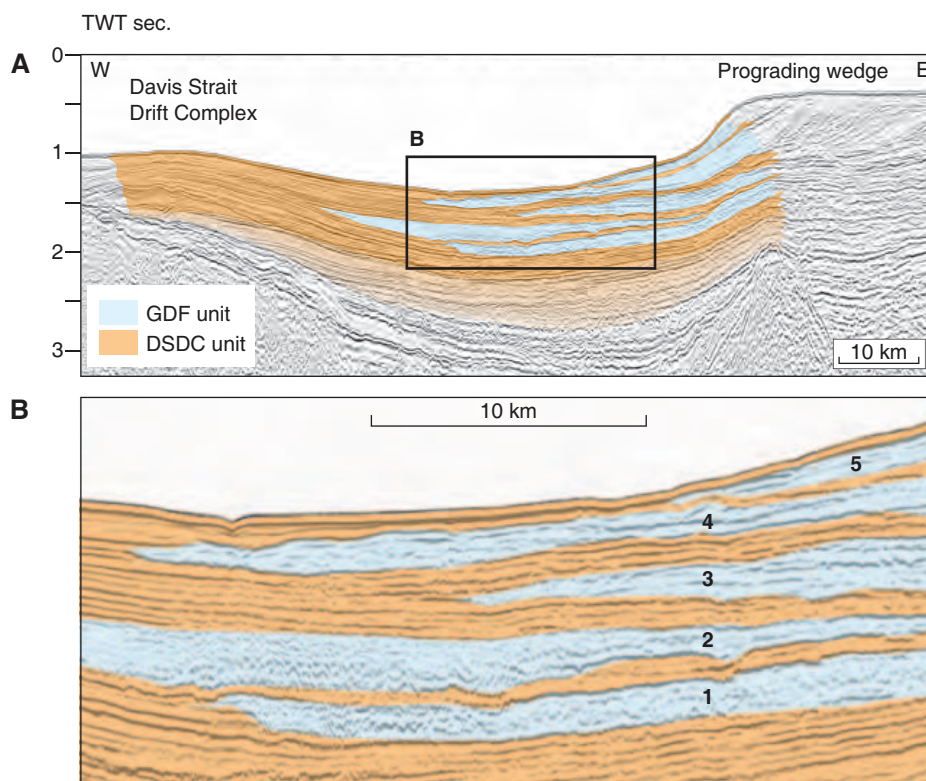 TWT sec.
A
0
W
Davis Strait
Drift Complex
Prograding wedge
E
B
1
2
3
GDF unit
DSDC unit
10 km
B
10 km
5
4
3
2
1